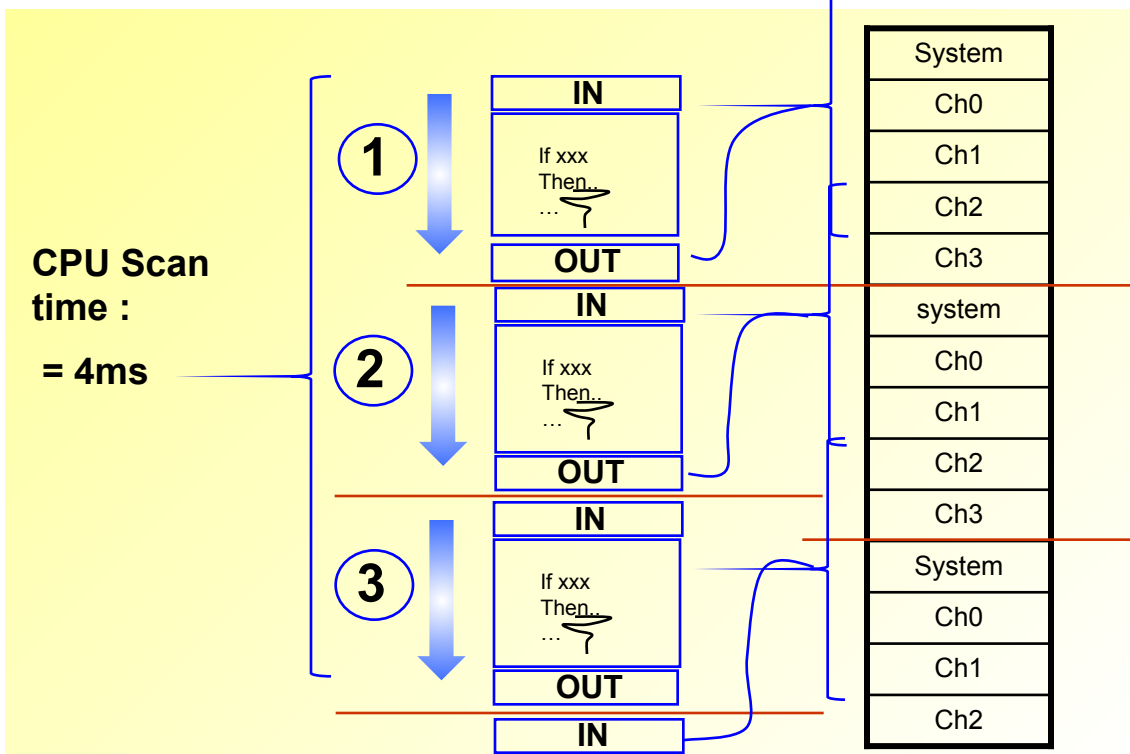 CPU Scan
time :
= 4ms
1
IN
If xxx
Then..
...
OUT
2
IN
If xxx
Then..
...
OUT
3
IN
If xxx
Then..
...
OUT
IN
System
Ch0
Ch1
Ch2
Ch3
system
Ch0
Ch1
Ch2
Ch3
System
Ch0
Ch1
Ch2